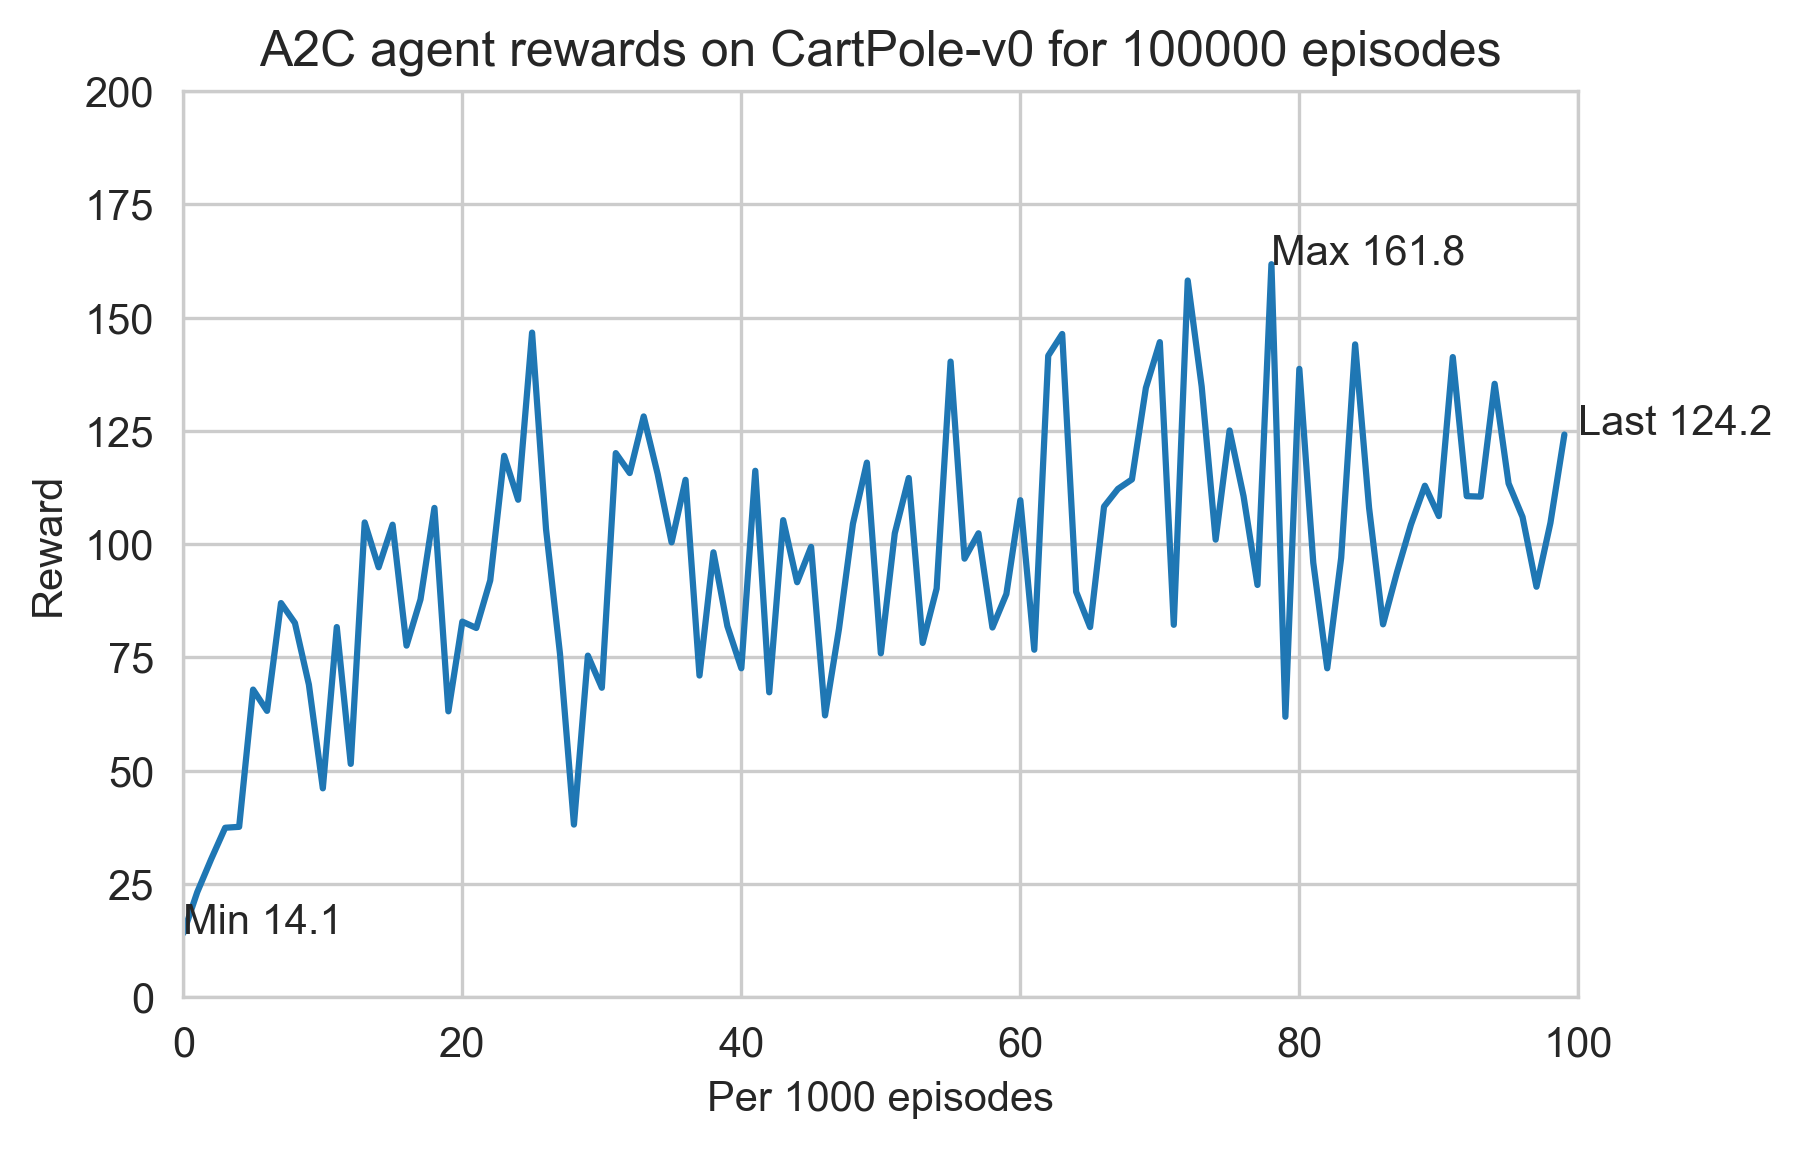 A2C agent rewards on CartPole-v0 for 100000 episodes
200
175
150
125
100
75
50
25
0
Reward
Max 161.8
Last 124.2
Min 14.1
0 20 40 60 80 100
Per 1000 episodes